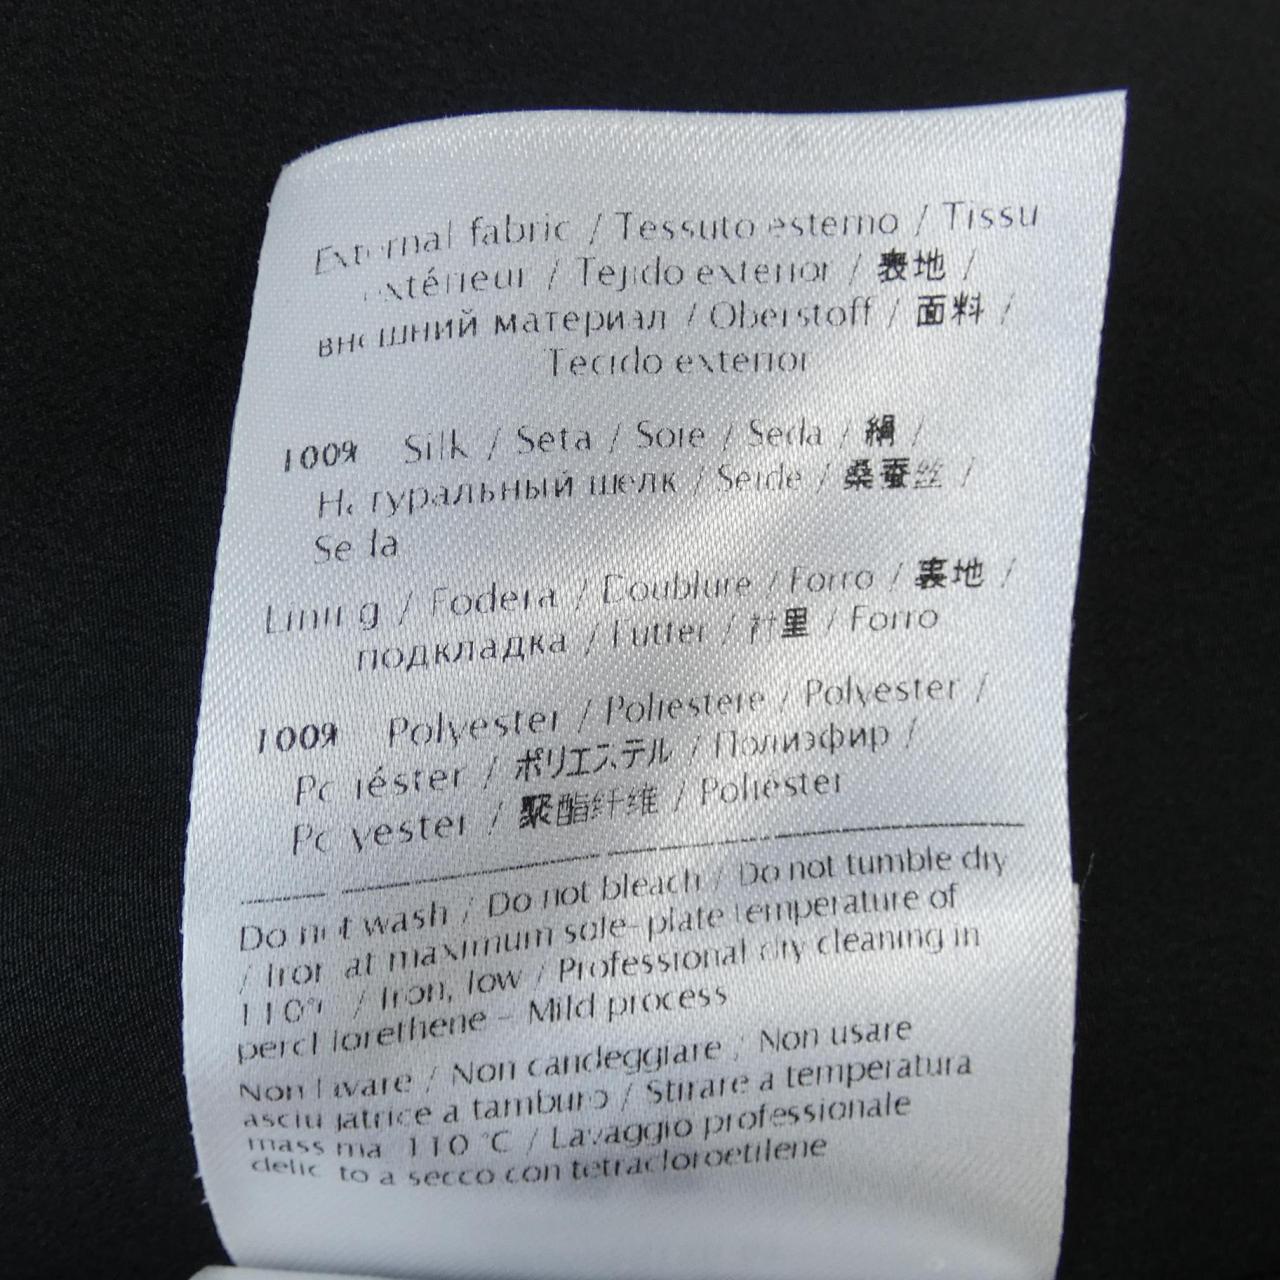 External fabric / Tessuto esterno / Tissu
extérieur / Tejido exterior / 表地 /
внешний материал / Oberstoff / 面料 /
Tecido exterior
100% Silk / Seta / Soie / Seda / 絹 /
Натуральный шелк / Seide / 桑蚕丝 /
Seda
Lining / Fodera / Doublure / Forro / 裏地 /
подкладка / Futter / 衬里 / Forro
100% Polyester / Poliestere / Polyester /
Poliéster / ポリエステル / Полиэфир /
Polyester / 聚酯纤维 / Poliéster
Do not wash / Do not bleach / Do not tumble dry
/ Iron at maximum sole-plate temperature of
110° / Iron, low / Professional dry cleaning in
perchlorethene - Mild process
Non lavare / Non candeggiare / Non usare
asciugatrice a tamburo / Stirare a temperatura
massima 110°C / Lavaggio professionale
delicato a secco con tetracloroetilene